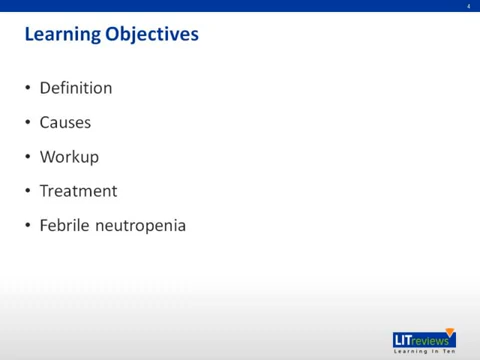 4
Learning Objectives
• Definition
• Causes
• Workup
• Treatment
• Febrile neutropenia
LITreviews
Learning In Ten